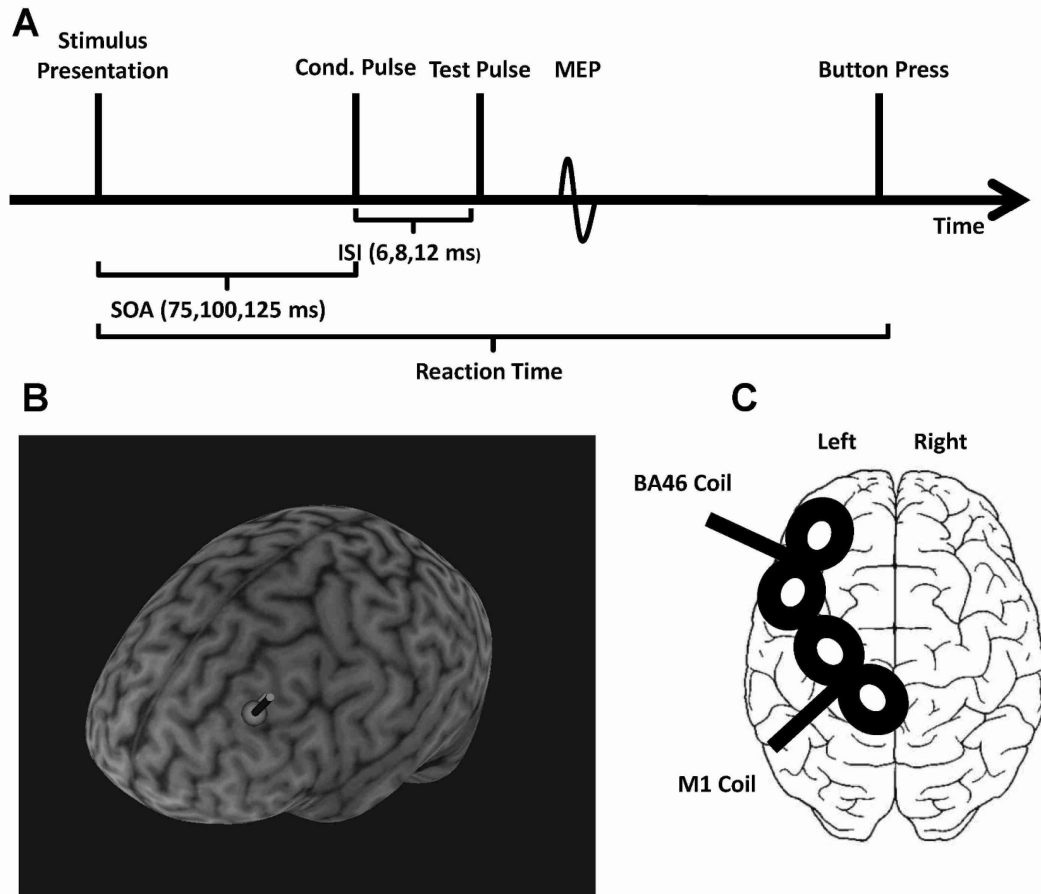 A
Stimulus
Presentation
Cond. Pulse
Test Pulse
MEP
Button Press
Time
ISI (6,8,12 ms)
SOA (75,100,125 ms)
Reaction Time
B
C
Left
Right
BA46 Coil
M1 Coil